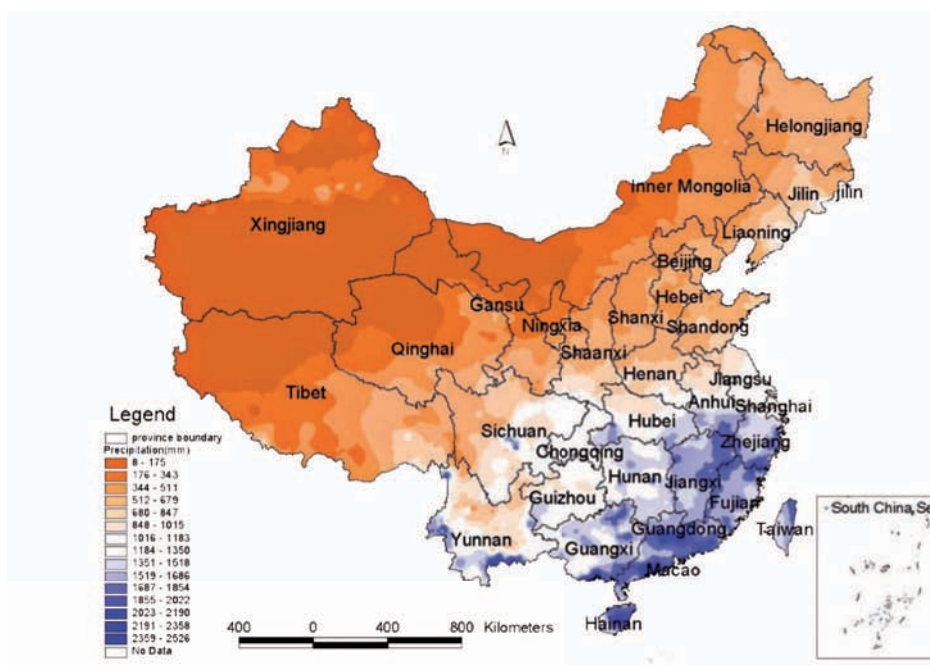 N
Helongjiang
Inner Mongolia
Jilin
jilin
Xingjiang
Liaoning
Beijing
Gansu
Hebei
Ningxia
Shanxi
Shandong
Qinghai
Shaanxi
Henan
Jiangsu
Tibet
Anhui
Shanghai
Hubei
Sichuan
Zhejiang
Chongqing
Hunan
Jiangxi
Guizhou
Fujian
Guangdong
Taiwan
Yunnan
Guangxi
Macao
Hainan
South China, Se
Legend
province boundary
Precipitation(mm)
8 - 175
176 - 343
344 - 511
512 - 679
680 - 847
848 - 1015
1016 - 1183
1184 - 1350
1351 - 1518
1519 - 1686
1687 - 1854
1855 - 2022
2023 - 2190
2191 - 2358
2359 - 2526
No Data
400 0 400 800 Kilometers